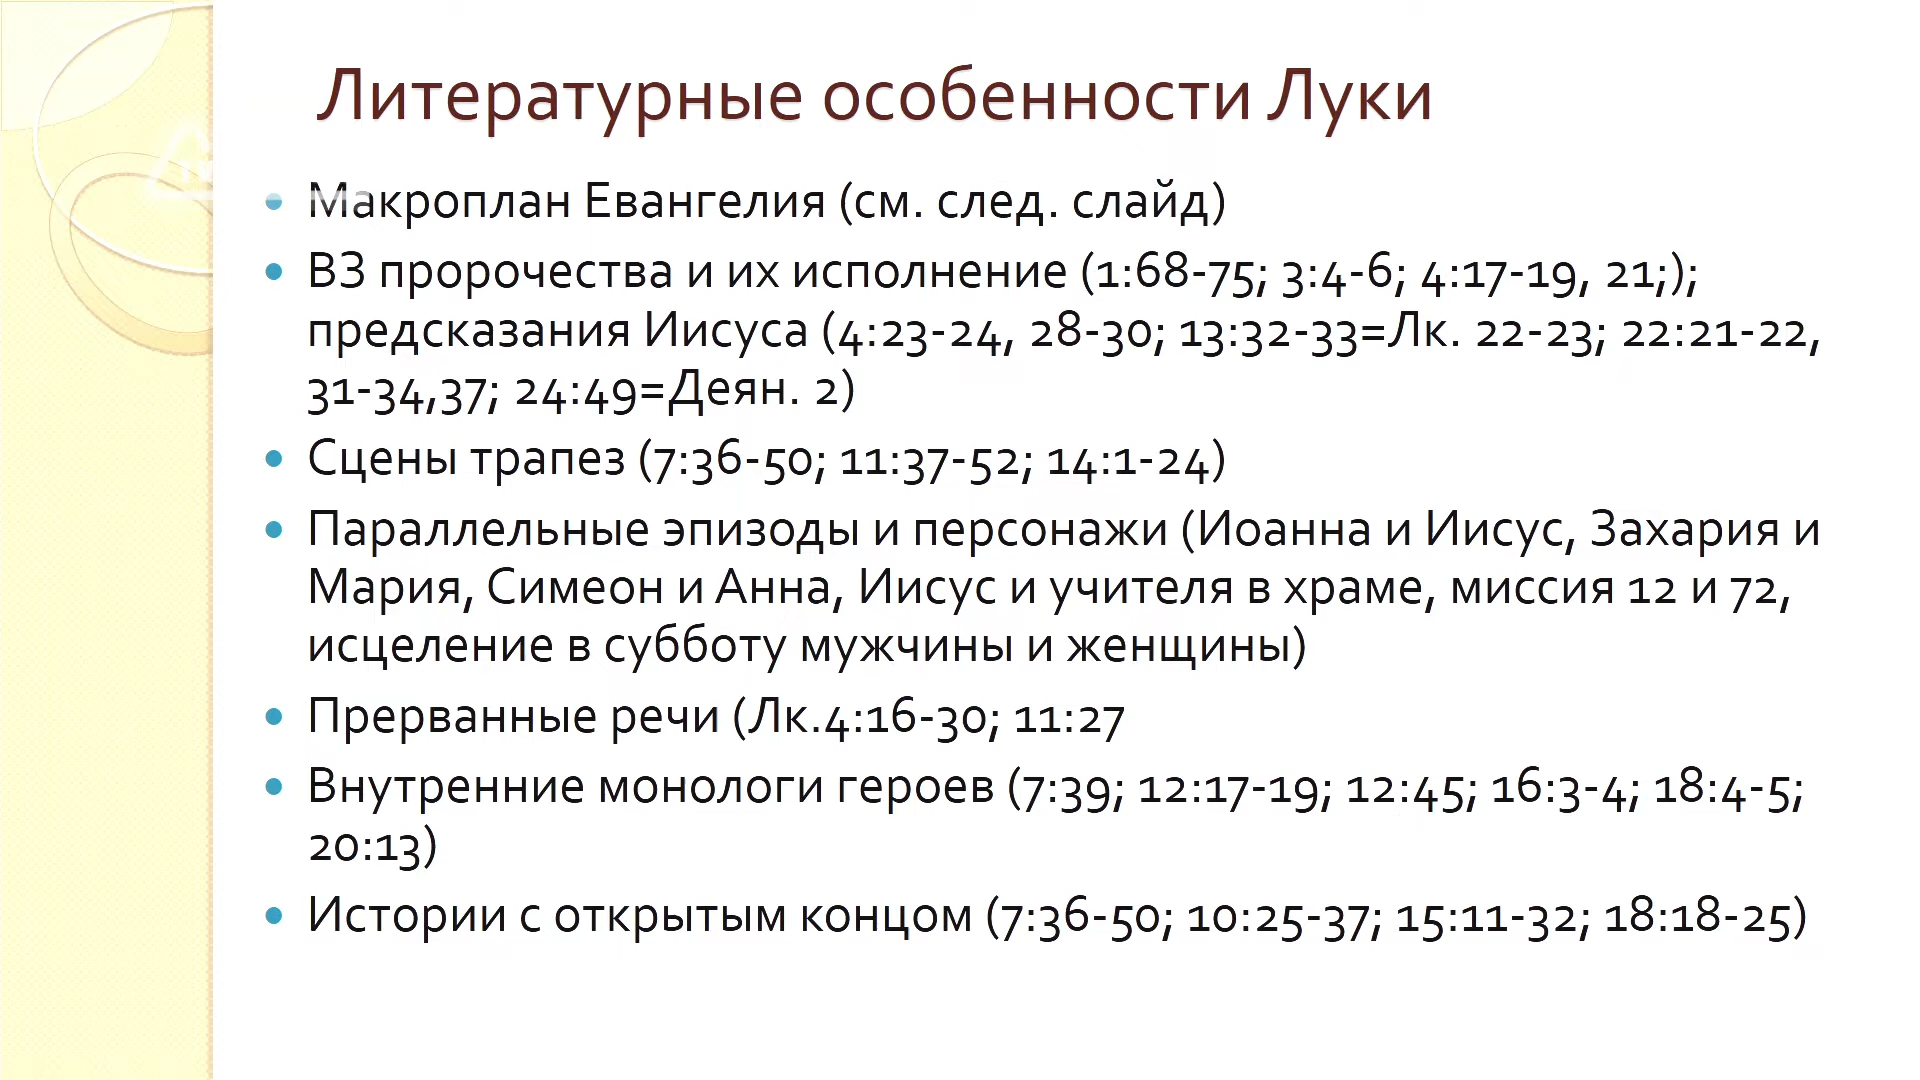 Литературные особенности Луки
• Макроплан Евангелия (см. след. слайд)
• ВЗ пророчества и их исполнение (1:68-75; 3:4-6; 4:17-19, 21;);
предсказания Иисуса (4:23-24, 28-30; 13:32-33=Лк. 22-23; 22:21-22,
31-34,37; 24:49=Деян. 2)
• Сцены трапез (7:36-50; 11:37-52; 14:1-24)
• Параллельные эпизоды и персонажи (Иоанна и Иисус, Захария и
Мария, Симеон и Анна, Иисус и учителя в храме, миссия 12 и 72,
исцеление в субботу мужчины и женщины)
• Прерванные речи (Лк.4:16-30; 11:27
• Внутренние монологи героев (7:39; 12:17-19; 12:45; 16:3-4; 18:4-5;
20:13)
• Истории с открытым концом (7:36-50; 10:25-37; 15:11-32; 18:18-25)